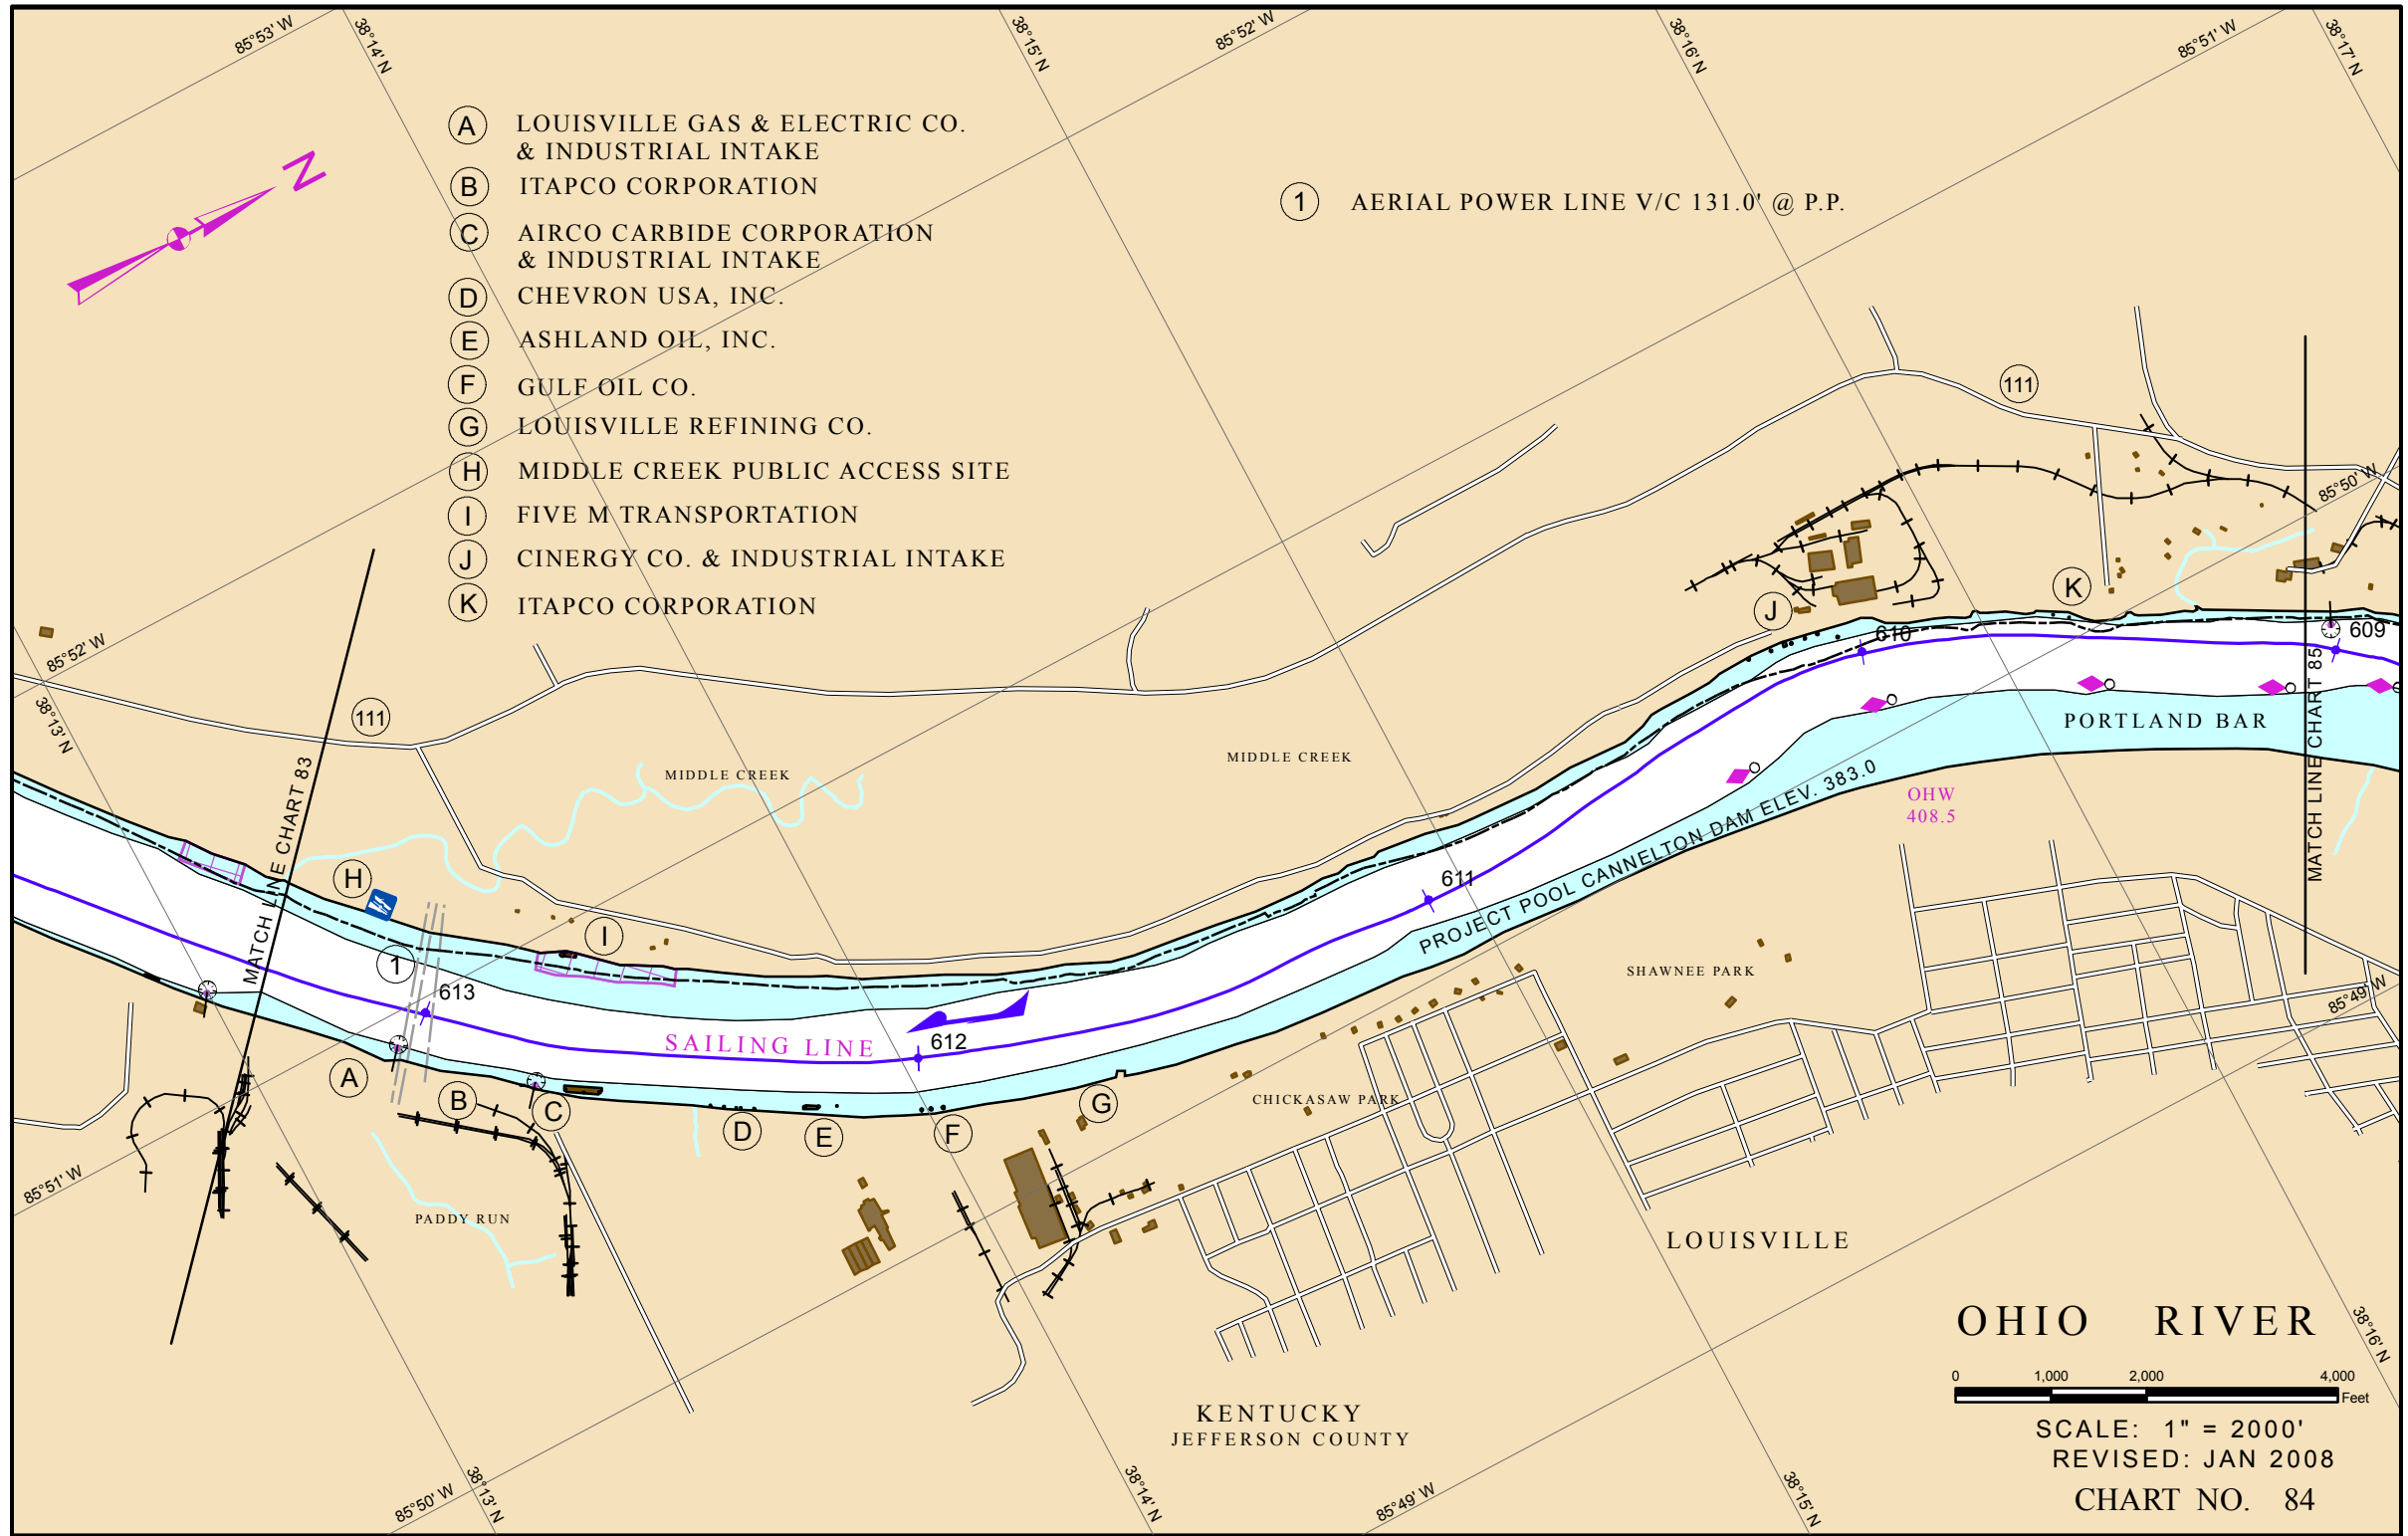 85°53' W
38°14' N
38°15' N
85°52' W
38°16' N
85°51' W
38°17' N
N
A LOUISVILLE GAS & ELECTRIC CO.
& INDUSTRIAL INTAKE
B ITAPCO CORPORATION
C AIRCO CARBIDE CORPORATION
& INDUSTRIAL INTAKE
D CHEVRON USA, INC.
E ASHLAND OIL, INC.
F GULF OIL CO.
G LOUISVILLE REFINING CO.
H MIDDLE CREEK PUBLIC ACCESS SITE
I FIVE M TRANSPORTATION
J CINERGY CO. & INDUSTRIAL INTAKE
K ITAPCO CORPORATION
1 AERIAL POWER LINE V/C 131.0' @ P.P.
111
85°50' W
K
J
610
609
85°52' W
38°13' N
111
PORTLAND BAR
MATCH LINE CHART 85
MIDDLE CREEK
MIDDLE CREEK
OHW
408.5
PROJECT POOL CANNELTON DAM ELEV. 383.0
MATCH LINE CHART 83
H
611
I
1
613
SHAWNEE PARK
85°49' W
SAILING LINE
612
A
B
C
D
E
F
G
CHICKASAW PARK
85°51' W
PADDY RUN
LOUISVILLE
OHIO RIVER
38°16' N
0 1,000 2,000 4,000
Feet
KENTUCKY
JEFFERSON COUNTY
SCALE: 1" = 2000'
REVISED: JAN 2008
CHART NO. 84
85°50' W
38°13' N
38°14' N
85°49' W
38°15' N